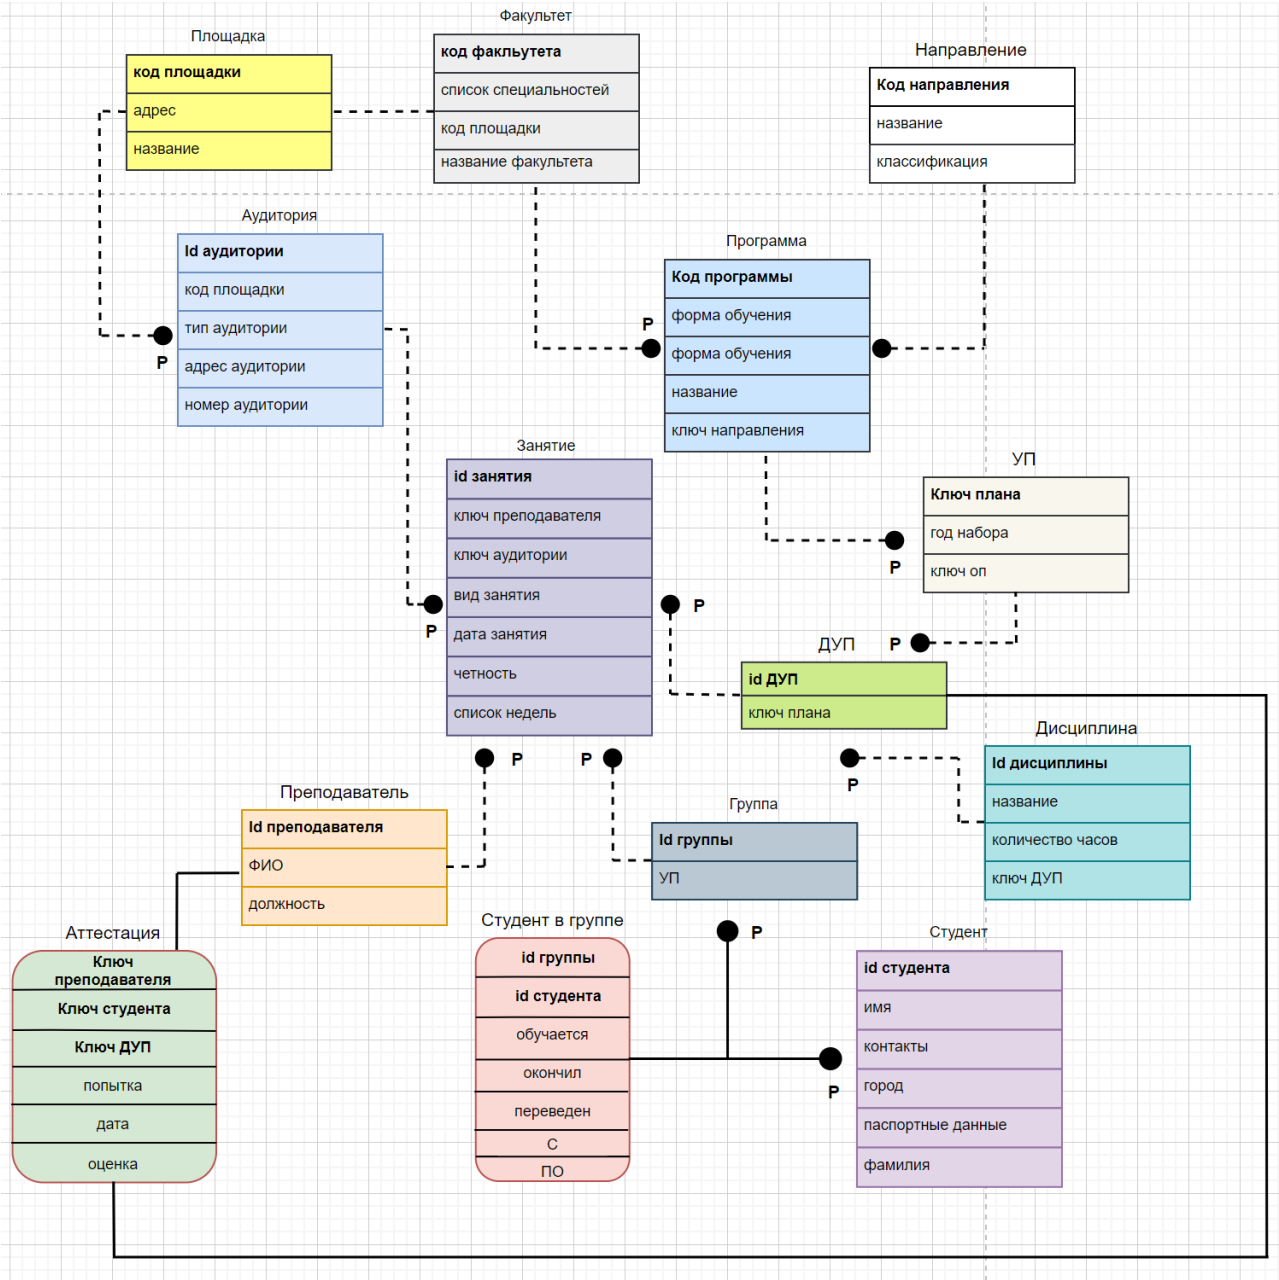 Факультет
Площадка
код факльутета
список специальностей
код площадки
название факультета
код площадки
адрес
название
Направление
Код направления
название
классификация
Аудитория
Id аудитории
код площадки
тип аудитории
адрес аудитории
номер аудитории
P
Программа
Код программы
форма обучения
форма обучения
название
ключ направления
P
Занятие
id занятия
ключ преподавателя
ключ аудитории
вид занятия
дата занятия
четность
список недель
P
P
УП
Ключ плана
год набора
ключ оп
P
ДУП
P
id ДУП
ключ плана
Дисциплина
Id дисциплины
название
количество часов
ключ ДУП
P
P
P
Преподаватель
Id преподавателя
ФИО
должность
Группа
Id группы
УП
P
Аттестация
Ключ
преподавателя
Ключ студента
Ключ ДУП
попытка
дата
оценка
Студент в группе
id группы
id студента
обучается
окончил
переведен
С
ПО
P
Студент
id студента
имя
контакты
город
паспортные данные
фамилия